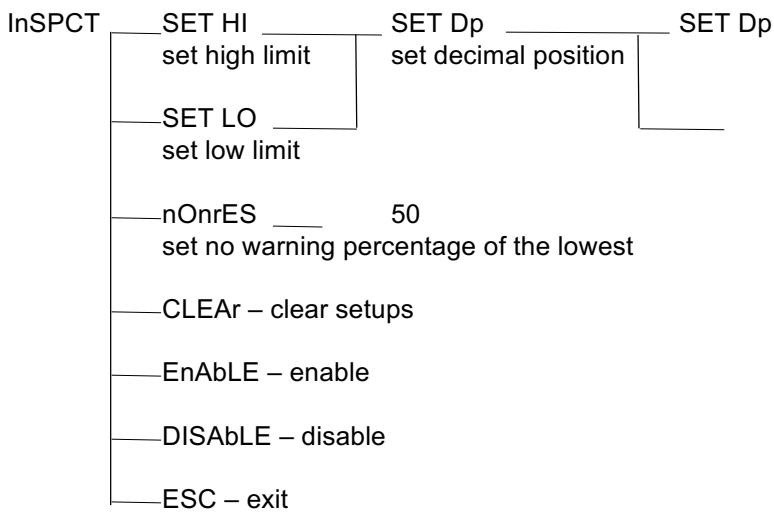 InSPCT SET HI SET Dp SET Dp
set high limit set decimal position
SET LO
set low limit
nOnrES 50
set no warning percentage of the lowest
CLEAr – clear setups
EnAbLE – enable
DISAbLE – disable
ESC – exit